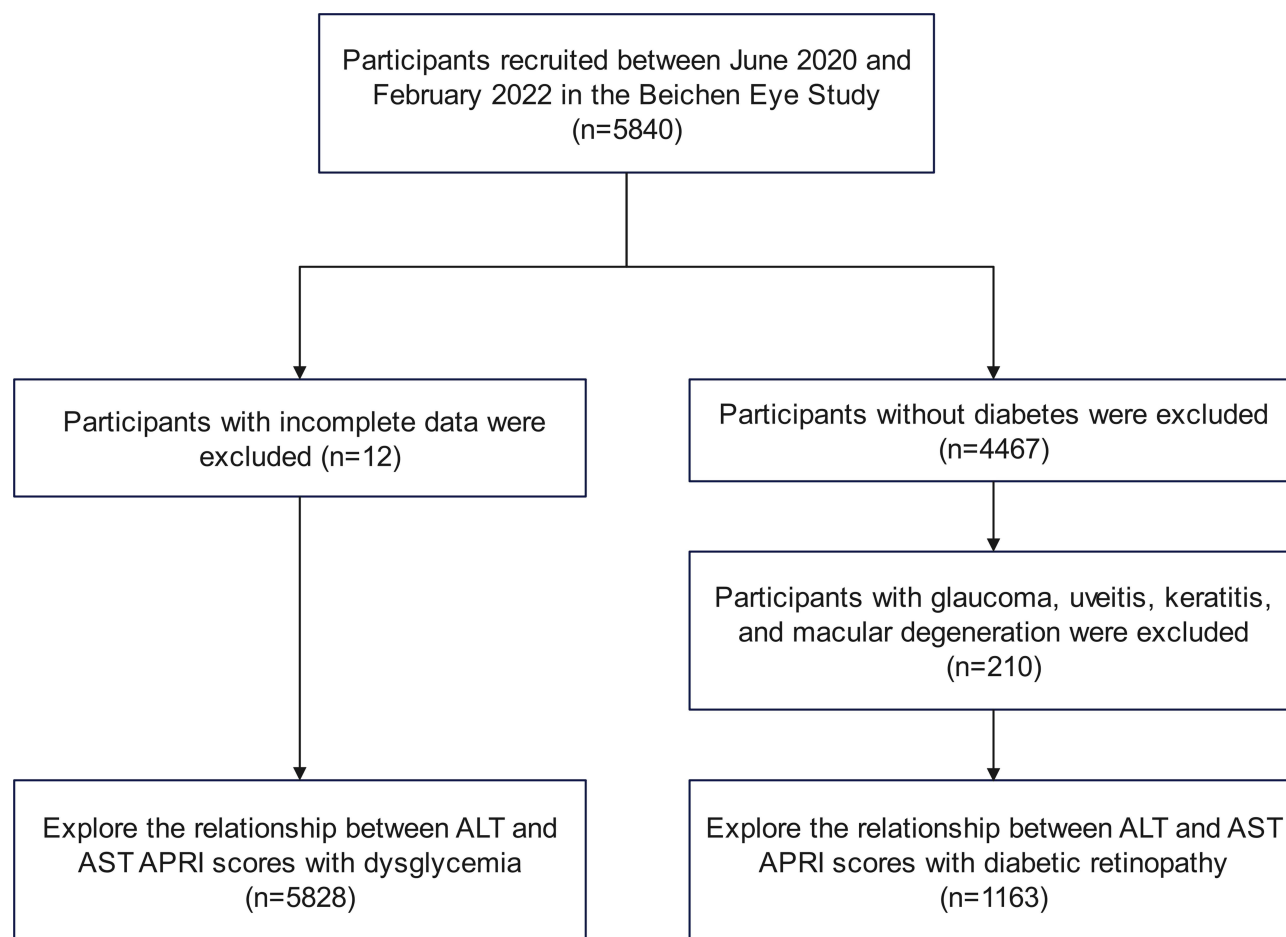 Participants recruited between June 2020 and
February 2022 in the Beichen Eye Study
(n=5840)
Participants with incomplete data were
excluded (n=12)
Participants without diabetes were excluded
(n=4467)
Participants with glaucoma, uveitis, keratitis,
and macular degeneration were excluded
(n=210)
Explore the relationship between ALT and
AST APRI scores with dysglycemia
(n=5828)
Explore the relationship between ALT and AST
APRI scores with diabetic retinopathy
(n=1163)